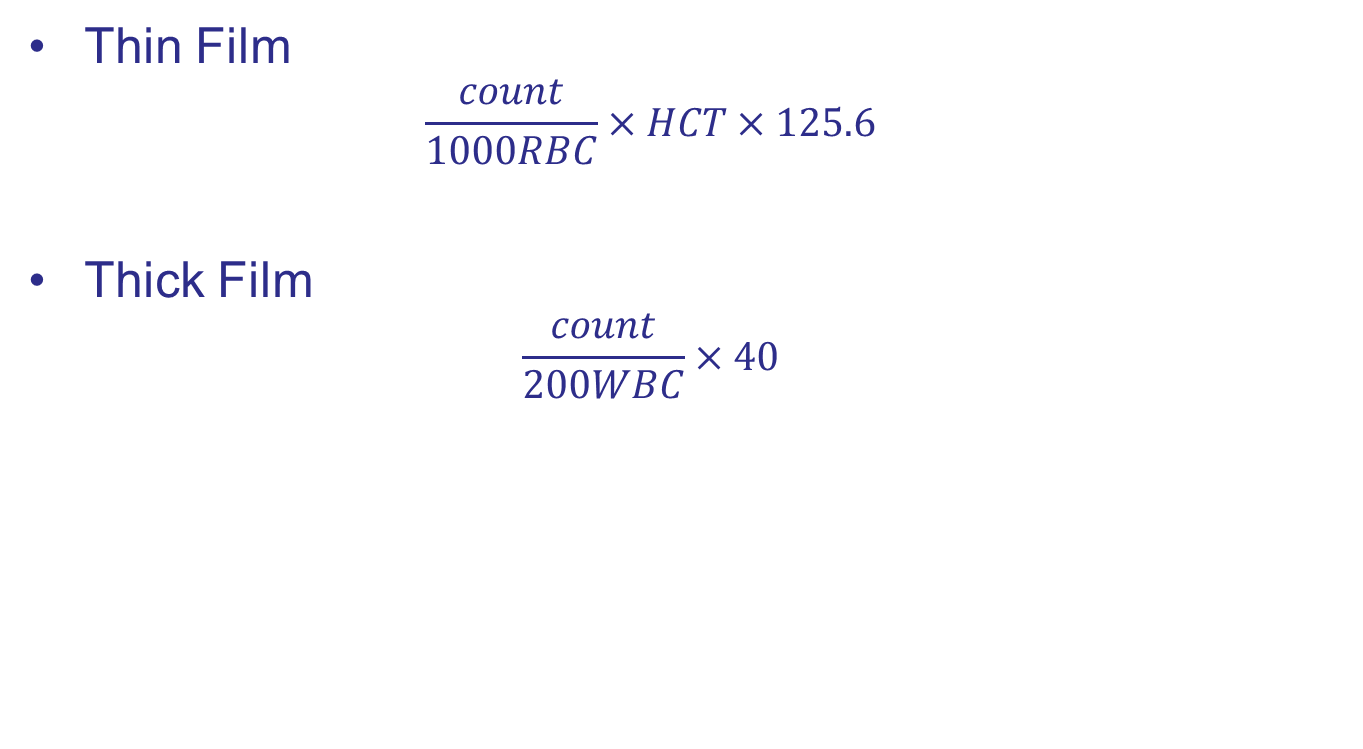 • Thin Film
count
1000RBC × HCT × 125.6
• Thick Film
count
200WBC × 40